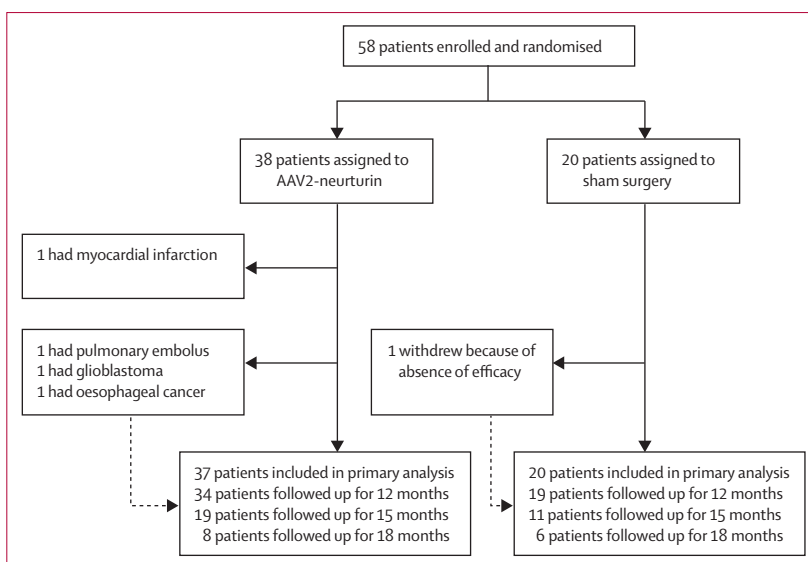 58 patients enrolled and randomised
38 patients assigned to
AAV2-neurturin
20 patients assigned to
sham surgery
1 had myocardial infarction
1 had pulmonary embolus
1 had glioblastoma
1 had oesophageal cancer
1 withdrew because of
absence of efficacy
37 patients included in primary analysis
34 patients followed up for 12 months
19 patients followed up for 15 months
8 patients followed up for 18 months
20 patients included in primary analysis
19 patients followed up for 12 months
11 patients followed up for 15 months
6 patients followed up for 18 months